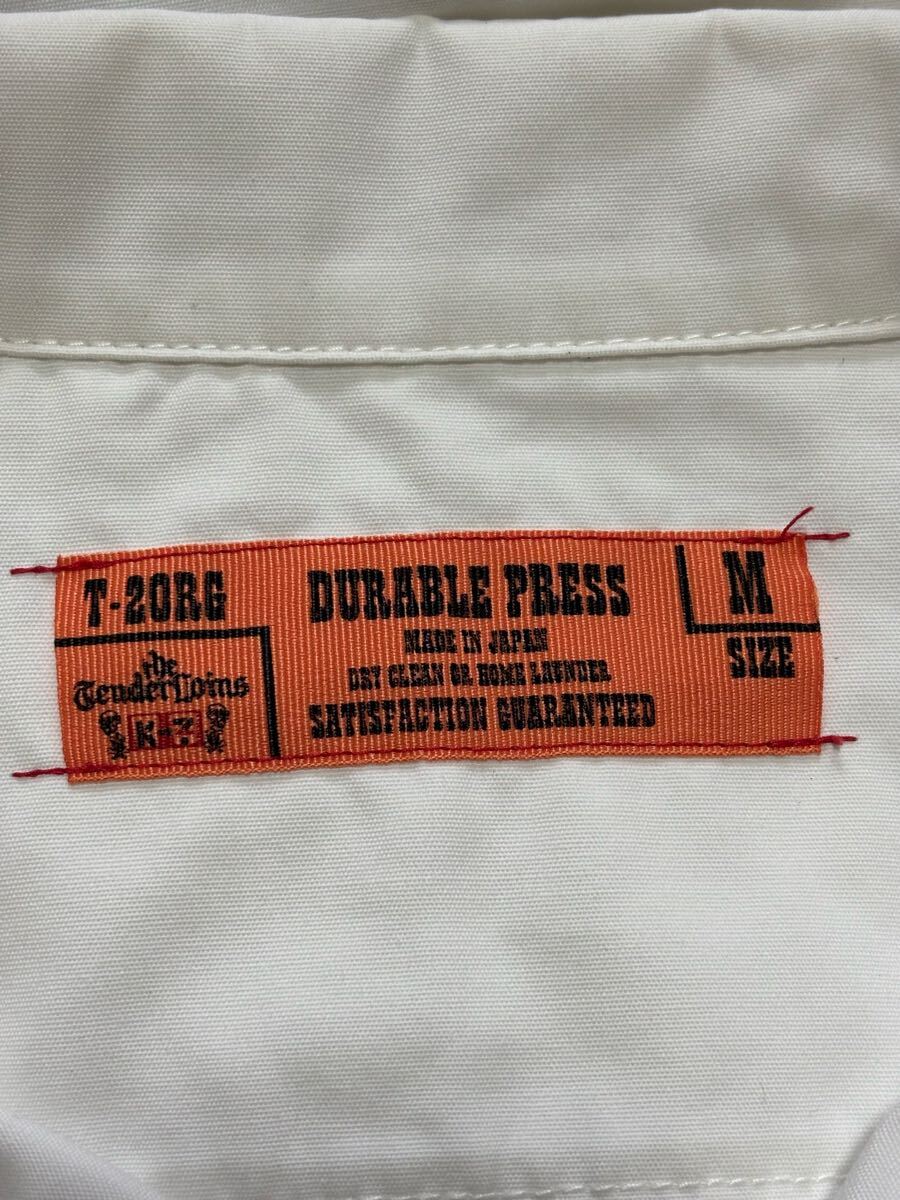 T-20RG
the
TenderLoins
K-7
DURABLE PRESS
MADE IN JAPAN
DRY CLEAN OR HOME LAUNDER
SATISFACTION GUARANTEED
M
SIZE